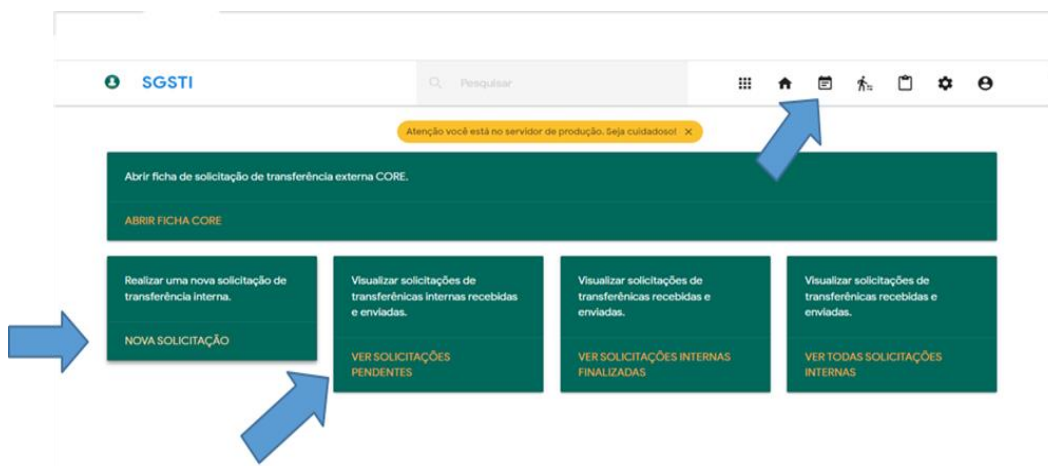 SGSTI
Pesquisar
Atenção você está no servidor de produção. Seja cuidadoso! X
Abrir ficha de solicitação de transferência externa CORE.
ABRIR FICHA CORE
Realizar uma nova solicitação de
transferência interna.
NOVA SOLICITAÇÃO
Visualizar solicitações de
transferênicas internas recebidas
e enviadas.
VER SOLICITAÇÕES
PENDENTES
Visualizar solicitações de
transferênicas recebidas e
enviadas.
VER SOLICITAÇÕES INTERNAS
FINALIZADAS
Visualizar solicitações de
transferênicas recebidas e
enviadas.
VER TODAS SOLICITAÇÕES
INTERNAS